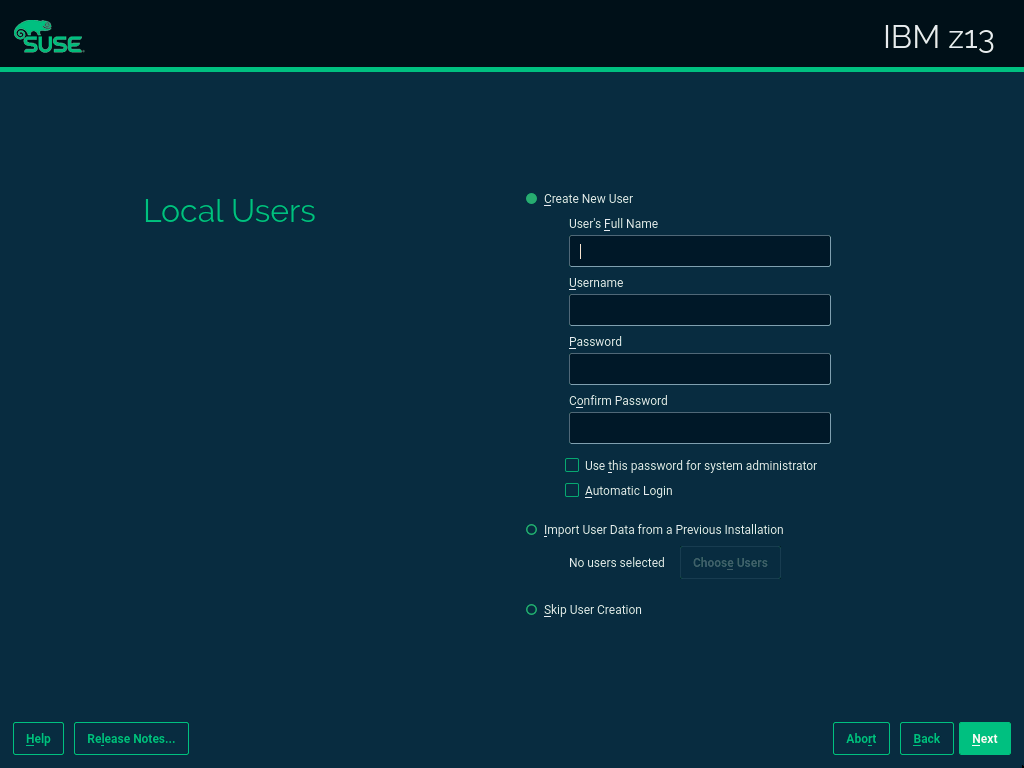 SUSE
IBM z13
Local Users
Create New User
User's Full Name
Username
Password
Confirm Password
Use this password for system administrator
Automatic Login
Import User Data from a Previous Installation
No users selected
Choose Users
Skip User Creation
Help
Release Notes...
Abort
Back
Next